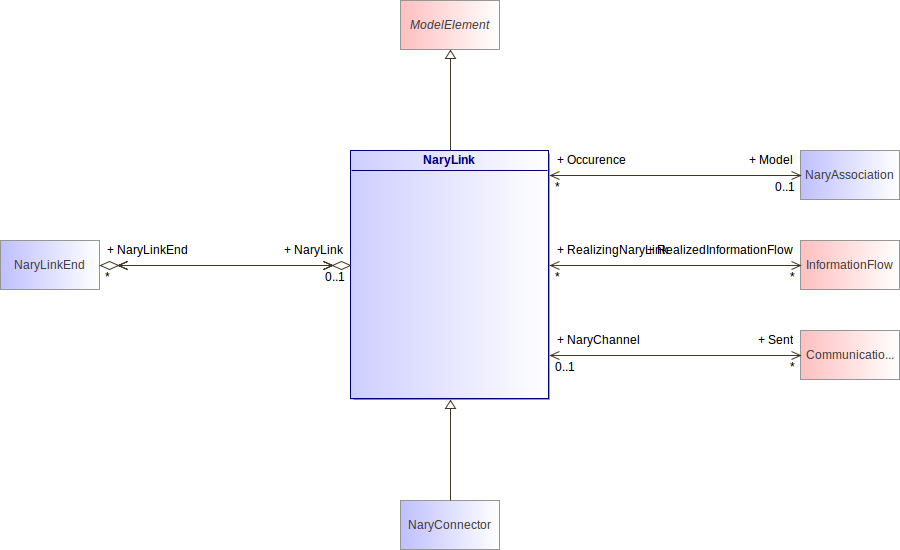 ModelElement
NaryLink
+ Occurence
+ Model
NaryAssociation
*
0..1
+ NaryLinkEnd
+ NaryLink
NaryLinkEnd
*
0..1
+ RealizingNaryLink
+ RealizedInformationFlow
InformationFlow
*
*
+ NaryChannel
+ Sent
Communicatio...
0..1
*
NaryConnector